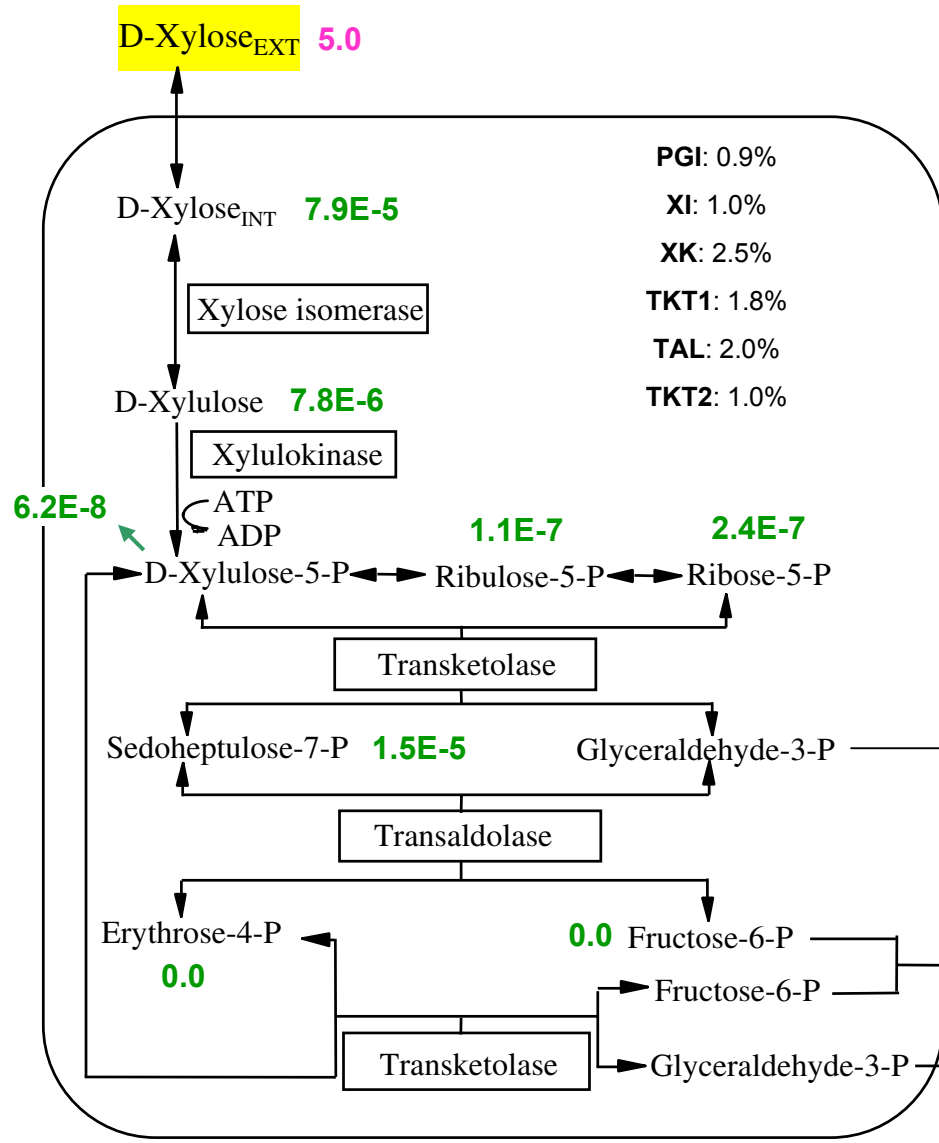 D-Xylose_EXT 5.0
PGI: 0.9%
D-Xylose_INT 7.9E-5
XI: 1.0%
XK: 2.5%
Xylose isomerase
TKT1: 1.8%
TAL: 2.0%
D-Xylulose 7.8E-6
TKT2: 1.0%
Xylulokinase
6.2E-8
ATP
ADP
1.1E-7
2.4E-7
D-Xylulose-5-P
Ribulose-5-P
Ribose-5-P
Transketolase
Sedoheptulose-7-P 1.5E-5
Glyceraldehyde-3-P
Transaldolase
Erythrose-4-P
0.0
0.0 Fructose-6-P
Fructose-6-P
Transketolase
Glyceraldehyde-3-P